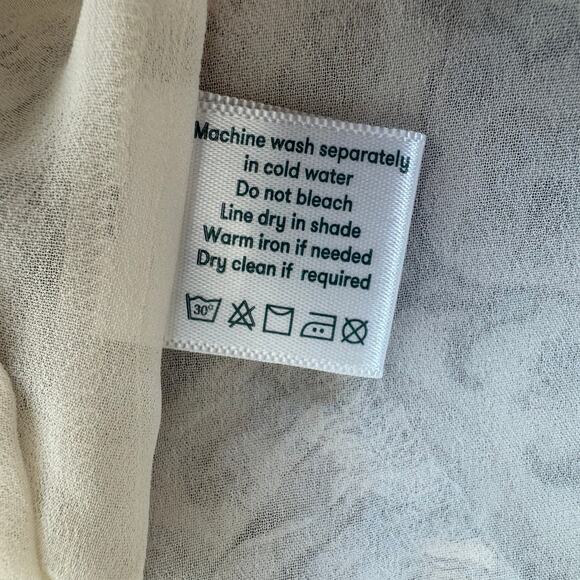 Machine wash separately
in cold water
Do not bleach
Line dry in shade
Warm iron if needed
Dry clean if required
30°